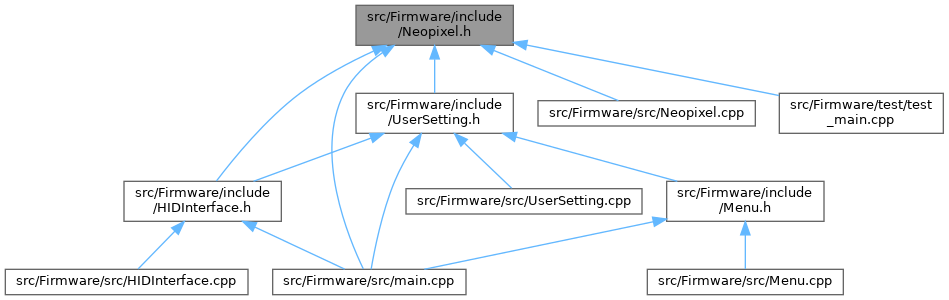 src/Firmware/include
/Neopixel.h
src/Firmware/include
/UserSetting.h
src/Firmware/src/Neopixel.cpp
src/Firmware/test/test
_main.cpp
src/Firmware/include
/HIDInterface.h
src/Firmware/src/UserSetting.cpp
src/Firmware/include
/Menu.h
src/Firmware/src/HIDInterface.cpp
src/Firmware/src/main.cpp
src/Firmware/src/Menu.cpp